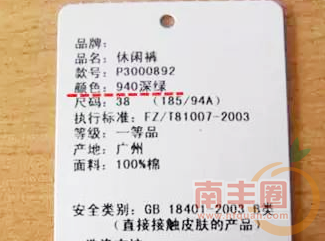 品牌:
品名: 休闲裤
款号: P3000892
颜色: 940深绿
尺码: 38 (185/94A)
执行标准: FZ/T81007-2003
等级: 一等品
产地: 广州
面料: 100%棉
安全类别: GB 18401-2003 B类
(直接接触皮肤的产品)
南丰圈